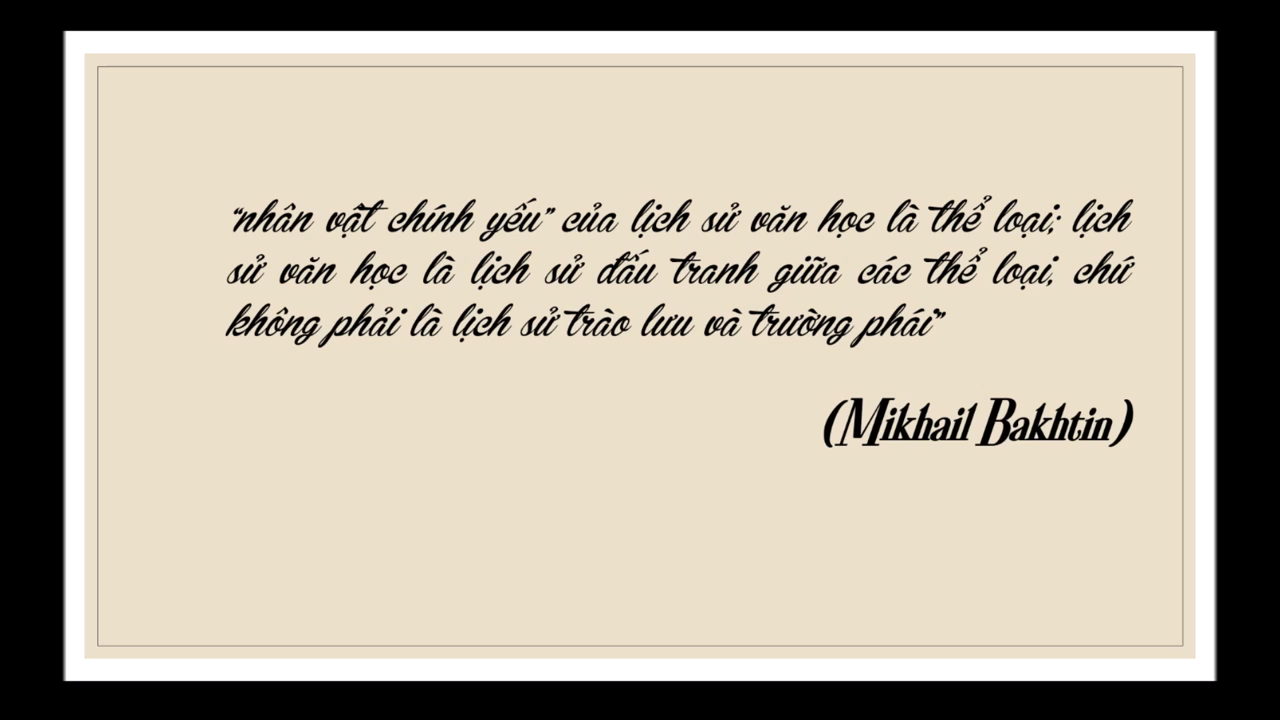 “nhân vật chính yếu” của lịch sử văn học là thể loại; lịch
sử văn học là lịch sử đấu tranh giữa các thể loại, chứ
không phải là lịch sử trào lưu và trường phái”
(Mikhail Bakhtin)